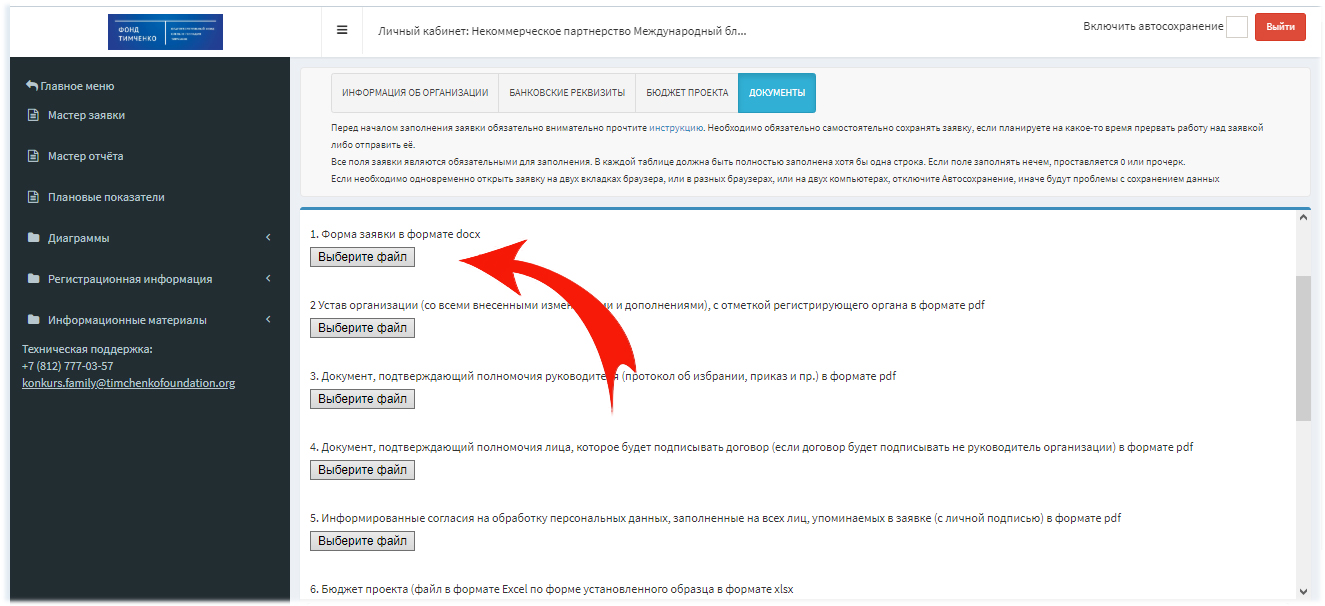 ФОНД
ТИМЧЕНКО
Личный кабинет: Некоммерческое партнерство Международный бл...
Включить автосохранение
Выйти
Главное меню
Мастер заявки
Мастер отчёта
Плановые показатели
Диаграммы
Регистрационная информация
Информационные материалы
Техническая поддержка:
+7 (812) 777-03-57
konkurs.family@timchenkofoundation.org
ИНФОРМАЦИЯ ОБ ОРГАНИЗАЦИИ
БАНКОВСКИЕ РЕКВИЗИТЫ
БЮДЖЕТ ПРОЕКТА
ДОКУМЕНТЫ
Перед началом заполнения заявки обязательно внимательно прочтите инструкцию. Необходимо обязательно самостоятельно сохранять заявку, если планируете на какое-то время прервать работу над заявкой
либо отправить её.
Все поля заявки являются обязательными для заполнения. В каждой таблице должна быть полностью заполнена хотя бы одна строка. Если поле заполнять нечем, проставляется 0 или прочерк.
Если необходимо одновременно открыть заявку на двух вкладках браузера, или в разных браузерах, или на двух компьютерах, отключите Автосохранение, иначе будут проблемы с сохранением данных
1. Форма заявки в формате docx
Выберите файл
2 Устав организации (со всеми внесенными изме ми и дополнениями), с отметкой регистрирующего органа в формате pdf
Выберите файл
3. Документ, подтверждающий полномочия руководителя (протокол об избрании, приказ и пр.) в формате pdf
Выберите файл
4. Документ, подтверждающий полномочия лица, которое будет подписывать договор (если договор будет подписывать не руководитель организации) в формате pdf
Выберите файл
5. Информированные согласия на обработку персональных данных, заполненные на всех лиц, упоминаемых в заявке (с личной подписью) в формате pdf
Выберите файл
6. Бюджет проекта (файл в формате Excel по форме установленного образца в формате xlsx